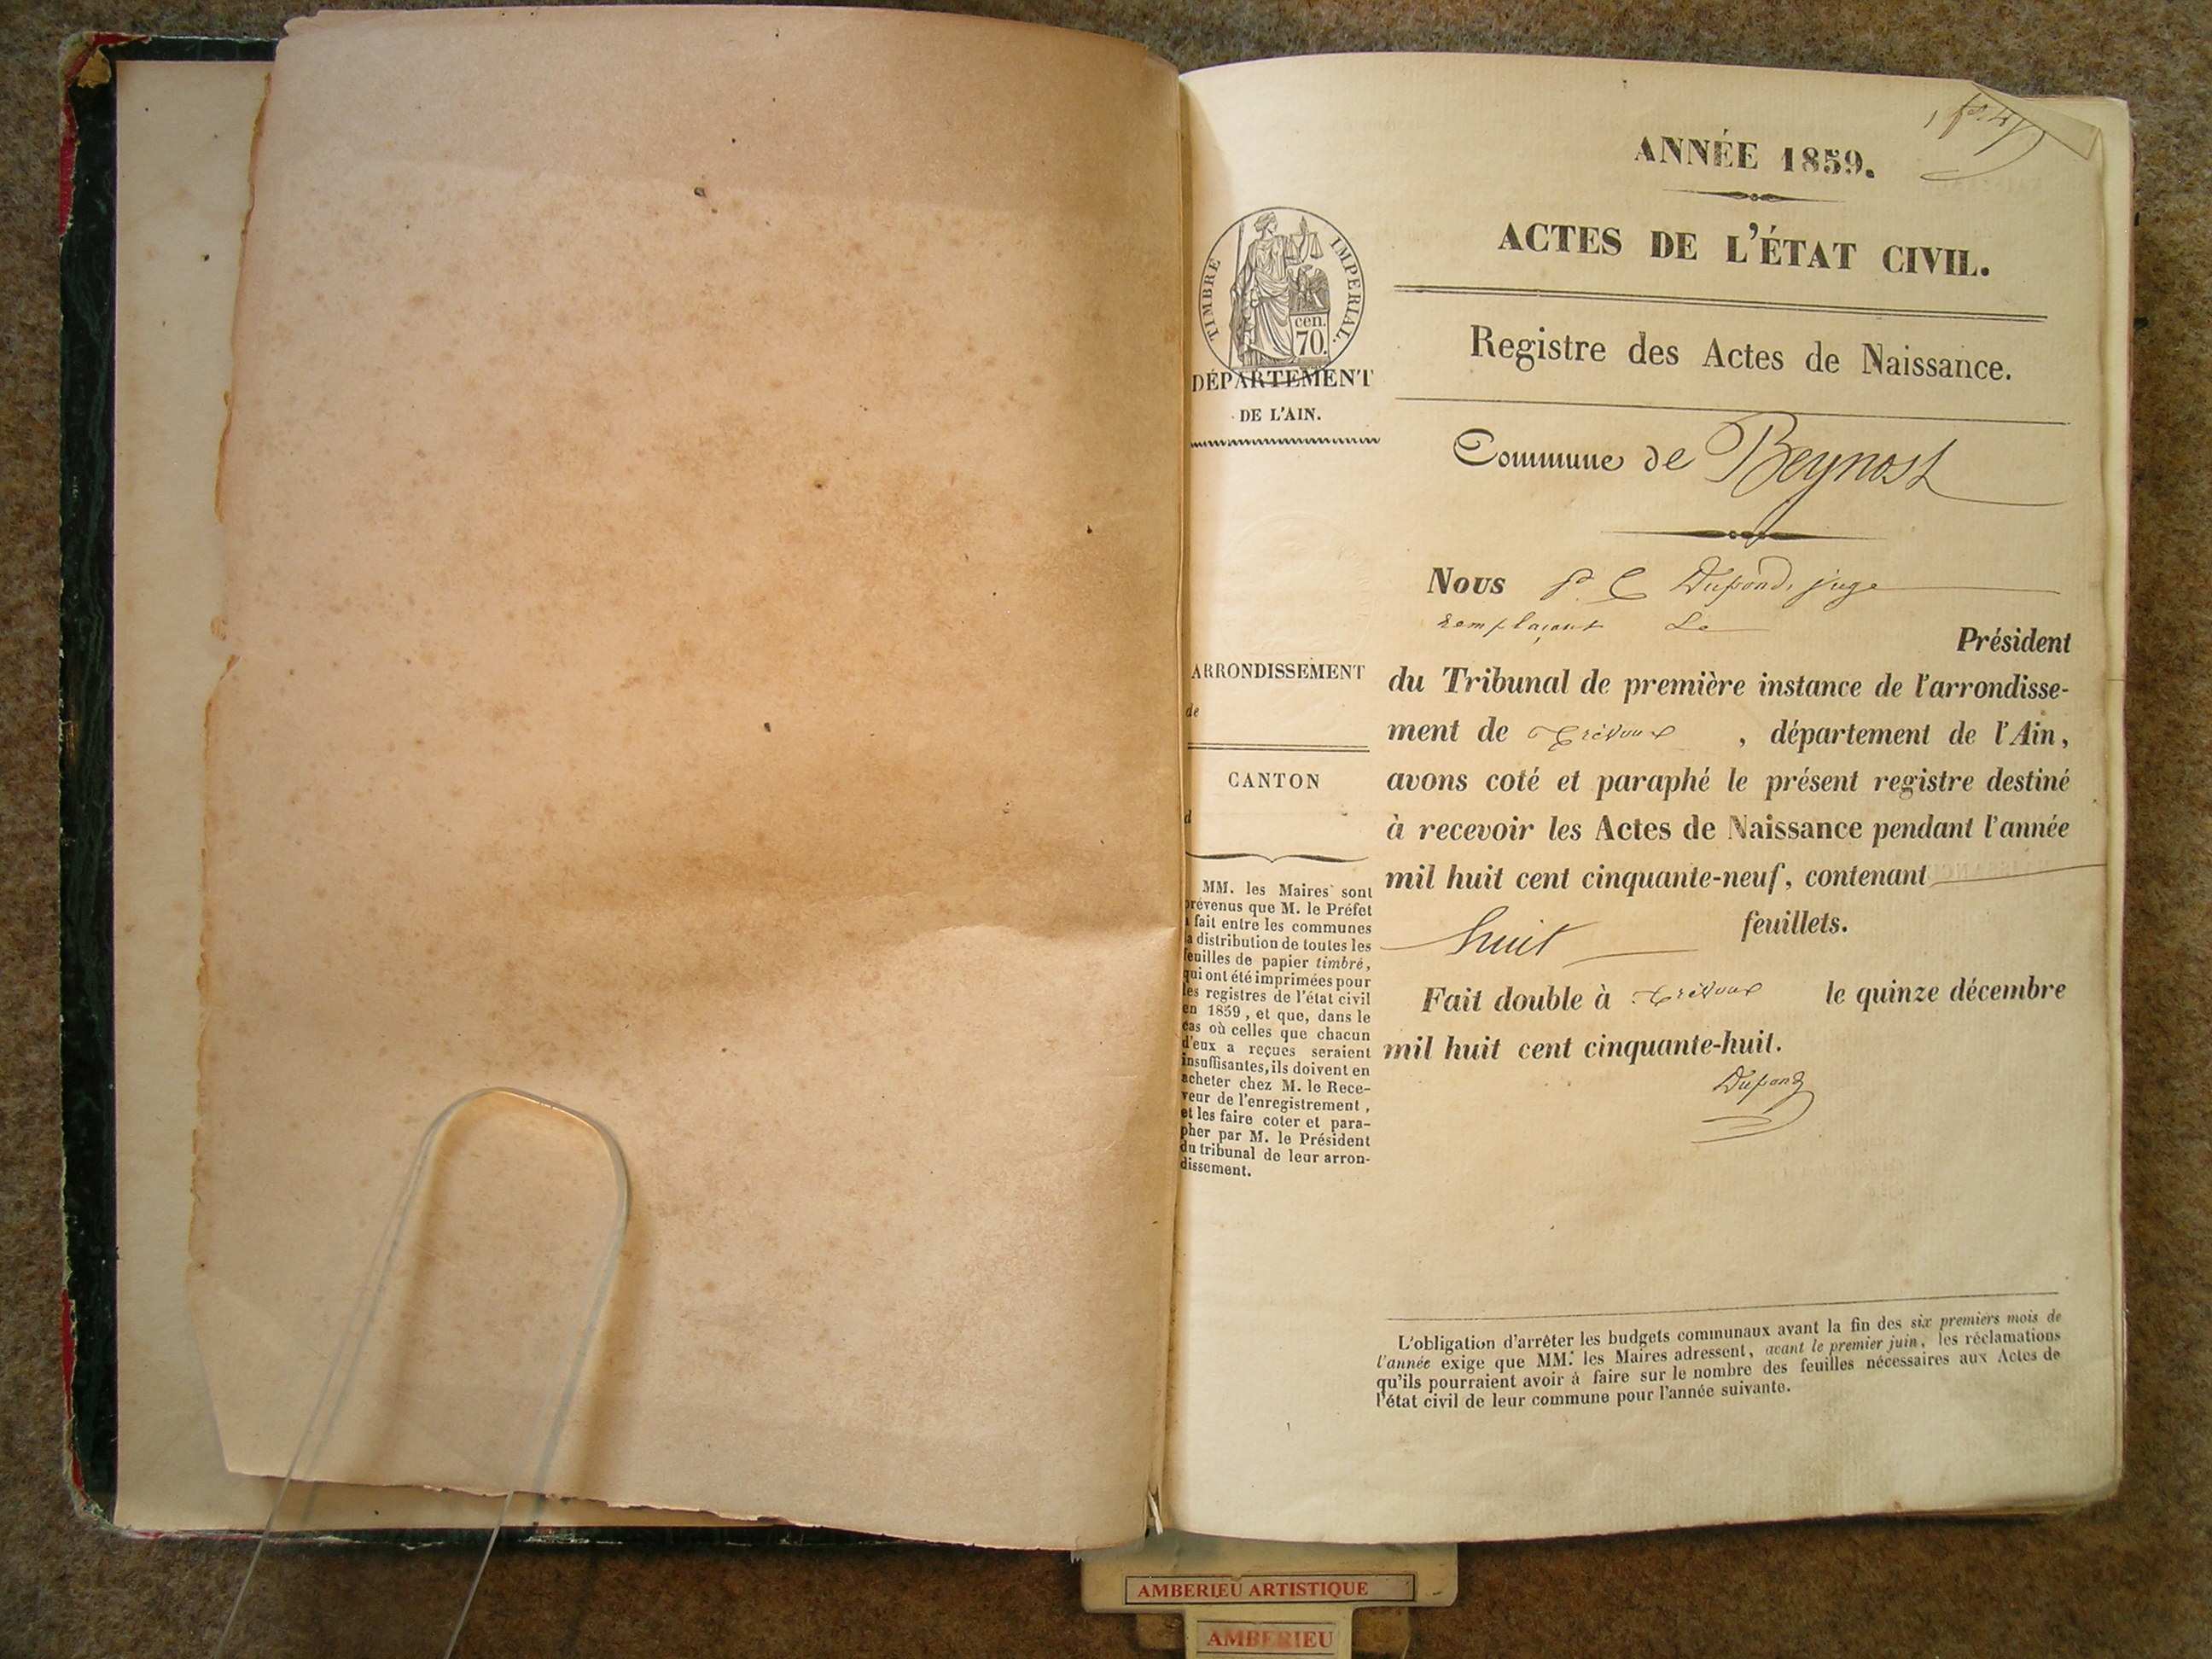 ANNÉE 1859.
ACTES DE L'ÉTAT CIVIL.
Registre des Actes de Naissance.
Commune de Beynost
TIMBRE IMPERIAL.
cen.
70.
DÉPARTEMENT
DE L'AIN.
ARRONDISSEMENT
de
CANTON
d
MM. les Maires sont
prévenus que M. le Préfet
a fait entre les communes
la distribution de toutes les
feuilles de papier timbré,
qui ont été imprimées pour
les registres de l'état civil
en 1859, et que, dans le
cas où celles que chacun
d'eux a reçues seraient
insuffisantes, ils doivent en
acheter chez M. le Rece-
veur de l'enregistrement,
et les faire coter et para-
pher par M. le Président
du tribunal de leur arron-
dissement.
Nous Dupond, juge
remplaçant Le
Président
du Tribunal de première instance de l'arrondisse-
ment de Trévoux, département de l'Ain,
avons coté et paraphé le présent registre destiné
à recevoir les Actes de Naissance pendant l'année
mil huit cent cinquante-neuf, contenant
huit feuillets.
Fait double à Trévoux le quinze décembre
mil huit cent cinquante-huit.
Dupond
L'obligation d'arrêter les budgets communaux avant la fin des six premiers mois de
l'année exige que MM. les Maires adressent, avant le premier juin, les réclamations
qu'ils pourraient avoir à faire sur le nombre des feuilles nécessaires aux Actes de
l'état civil de leur commune pour l'année suivante.
AMBERIEU ARTISTIQUE
AMBERIEU